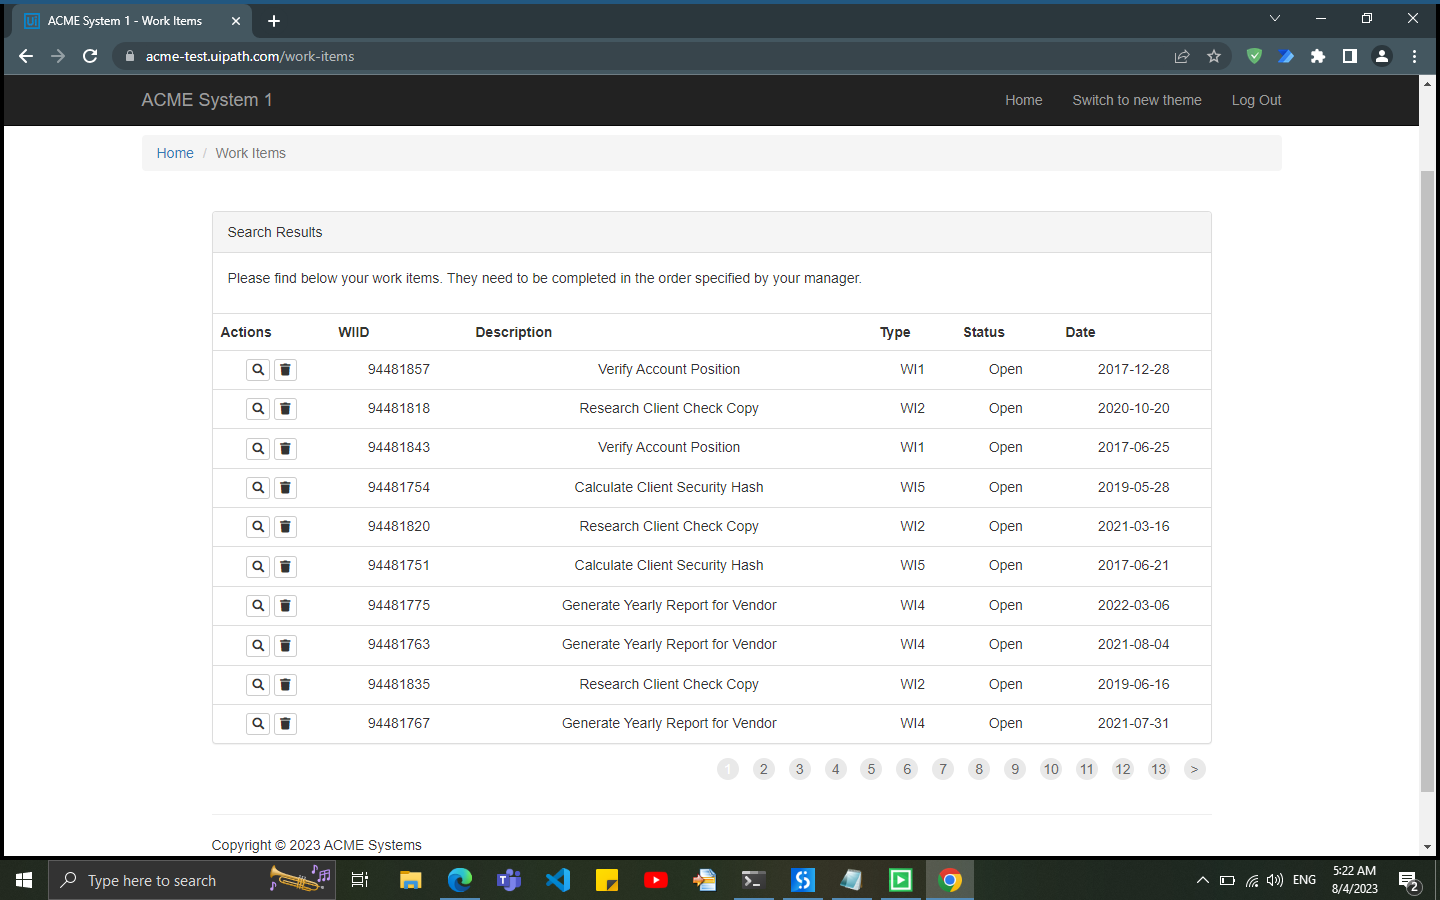 ACME System 1 - Work Items
acme-test.uipath.com/work-items
ACME System 1 Home Switch to new theme Log Out
Home / Work Items
Search Results
Please find below your work items. They need to be completed in the order specified by your manager.
Actions WIID Description Type Status Date
94481857 Verify Account Position WI1 Open 2017-12-28
94481818 Research Client Check Copy WI2 Open 2020-10-20
94481843 Verify Account Position WI1 Open 2017-06-25
94481754 Calculate Client Security Hash WI5 Open 2019-05-28
94481820 Research Client Check Copy WI2 Open 2021-03-16
94481751 Calculate Client Security Hash WI5 Open 2017-06-21
94481775 Generate Yearly Report for Vendor WI4 Open 2022-03-06
94481763 Generate Yearly Report for Vendor WI4 Open 2021-08-04
94481835 Research Client Check Copy WI2 Open 2019-06-16
94481767 Generate Yearly Report for Vendor WI4 Open 2021-07-31
1 2 3 4 5 6 7 8 9 10 11 12 13 >
Copyright © 2023 ACME Systems
Type here to search
ENG
5:22 AM
8/4/2023
2